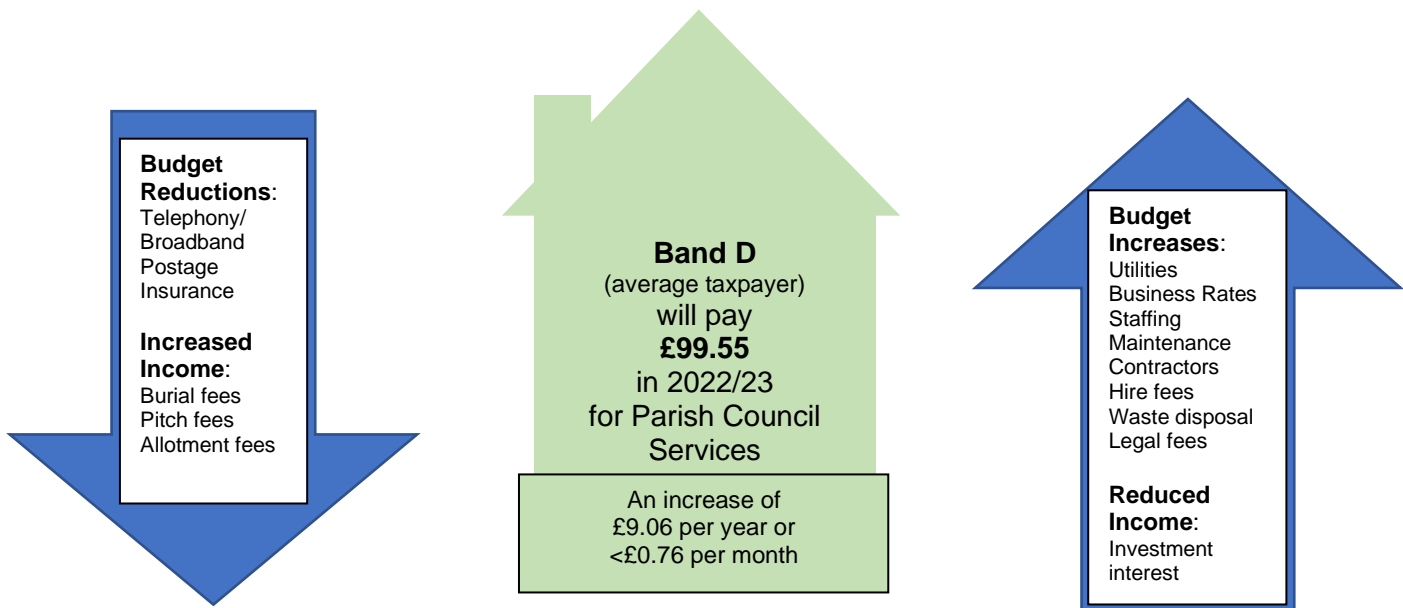 Budget
Reductions:
Telephony/
Broadband
Postage
Insurance
Increased
Income:
Burial fees
Pitch fees
Allotment fees
Band D
(average taxpayer)
will pay
£99.55
in 2022/23
for Parish Council
Services
An increase of
£9.06 per year or
<£0.76 per month
Budget
Increases:
Utilities
Business Rates
Staffing
Maintenance
Contractors
Hire fees
Waste disposal
Legal fees
Reduced
Income:
Investment
interest